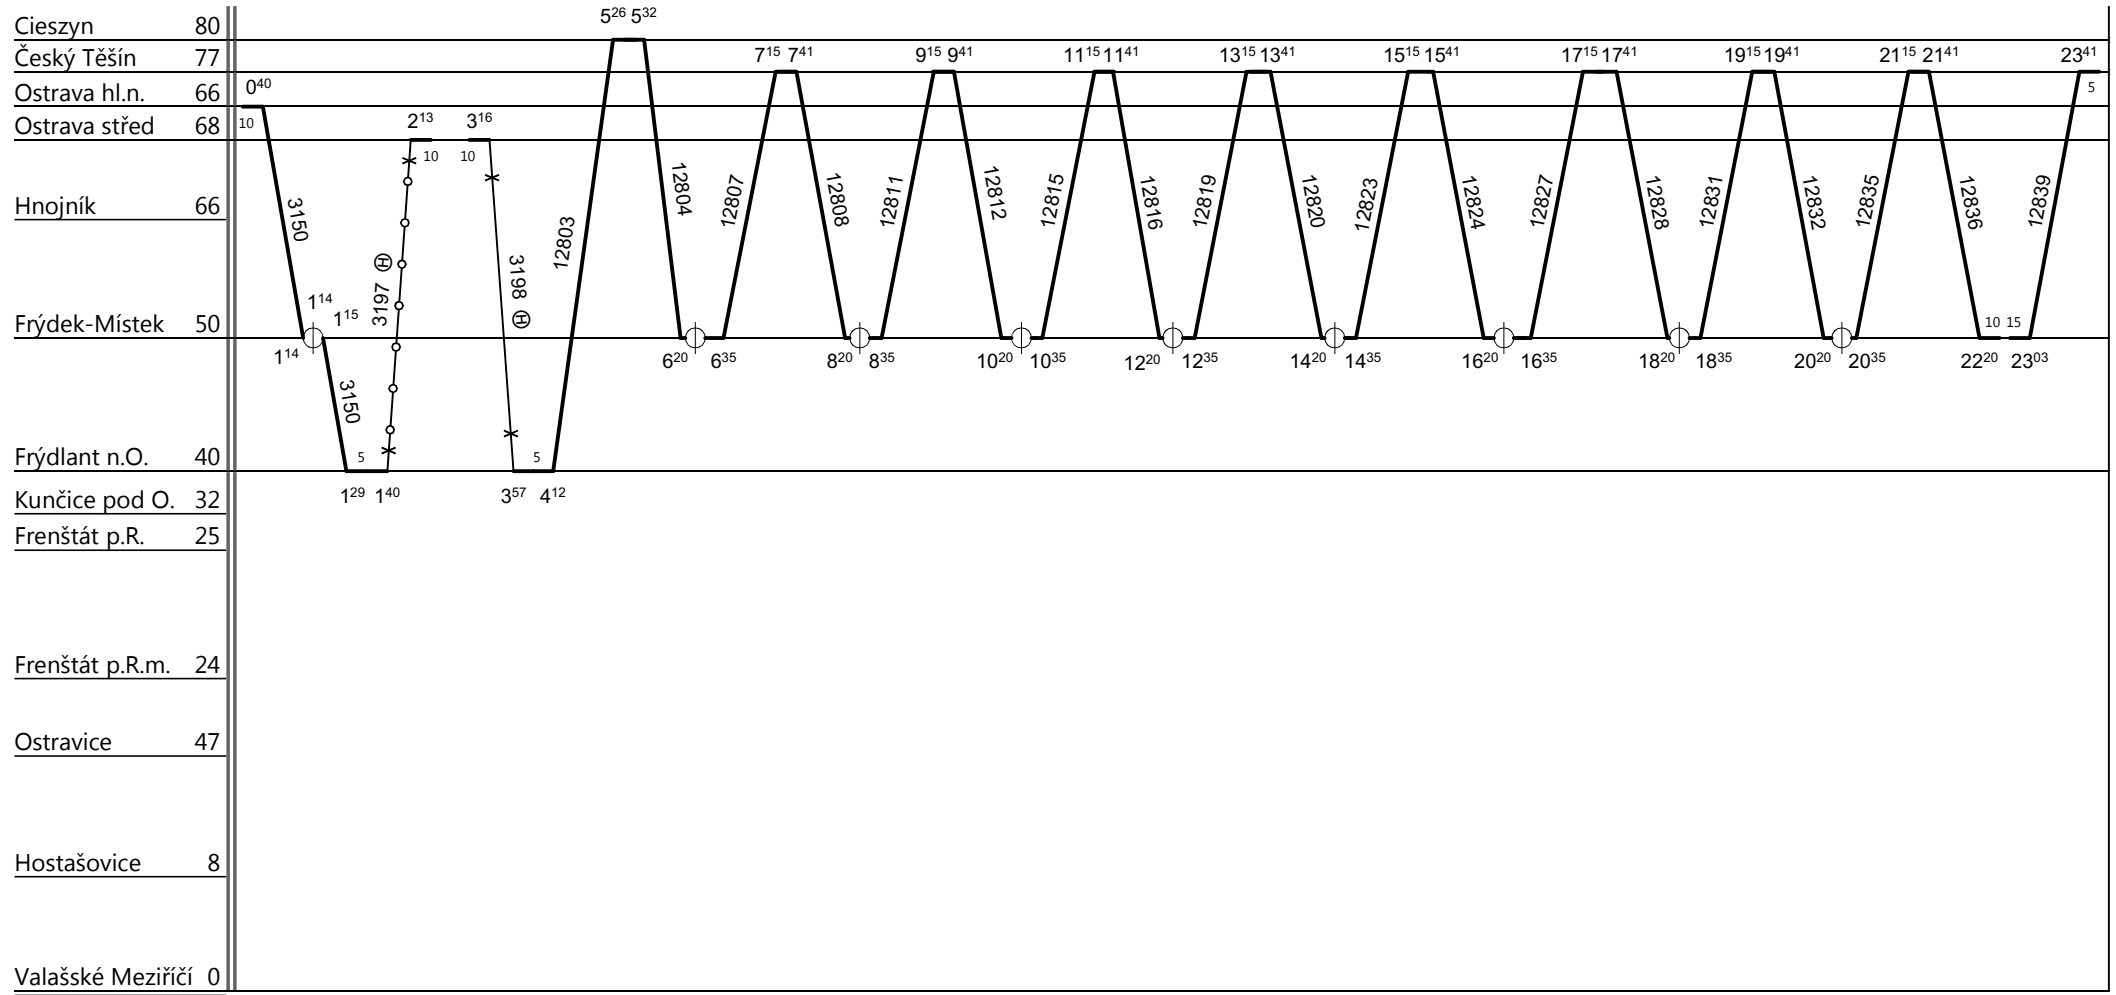 5²⁶ 5³²
Cieszyn 80
7¹⁵ 7⁴¹ 9¹⁵ 9⁴¹ 11¹⁵ 11⁴¹ 13¹⁵ 13⁴¹ 15¹⁵ 15⁴¹ 17¹⁵ 17⁴¹ 19¹⁵ 19⁴¹ 21¹⁵ 21⁴¹ 23⁴¹
Český Těšín 77
0⁴⁰ 5
Ostrava hl.n. 66
10 2¹³ 3¹⁶
Ostrava střed 68
10 10
Hnojník 66
3150 3197 Ⓗ 3198 Ⓗ 12803 12804 12807 12808 12811 12812 12815 12816 12819 12820 12823 12824 12827 12828 12831 12832 12835 12836 12839
1¹⁴ 1¹⁵
Frýdek-Místek 50
10 15
1¹⁴ 6²⁰ 6³⁵ 8²⁰ 8³⁵ 10²⁰ 10³⁵ 12²⁰ 12³⁵ 14²⁰ 14³⁵ 16²⁰ 16³⁵ 18²⁰ 18³⁵ 20²⁰ 20³⁵ 22²⁰ 23⁰³
3150
Frýdlant n.O. 40
5 5
1²⁹ 1⁴⁰ 3⁵⁷ 4¹²
Kunčice pod O. 32
Frenštát p.R. 25
Frenštát p.R.m. 24
Ostravice 47
Hostašovice 8
Valašské Meziříčí 0